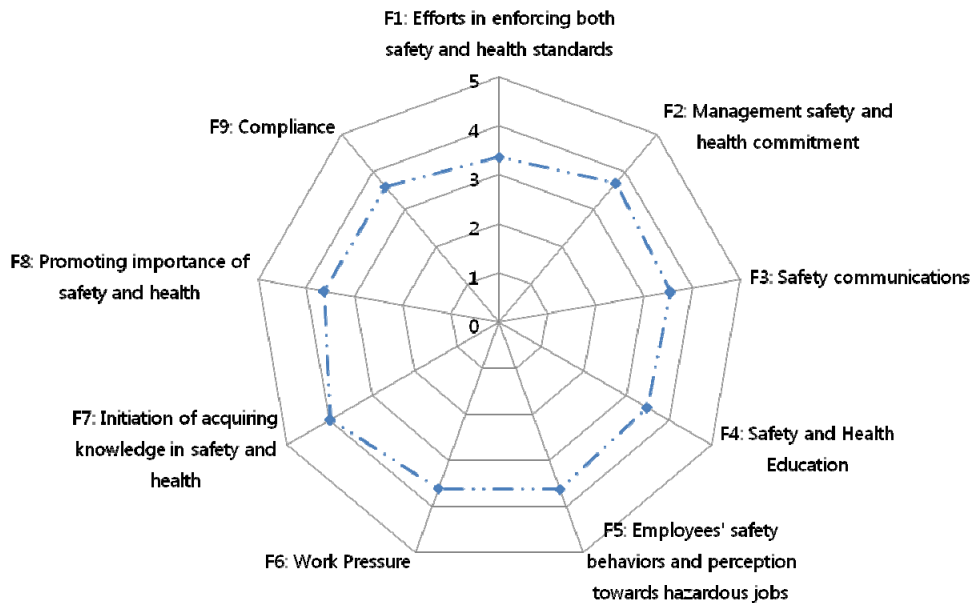 F1: Efforts in enforcing both
safety and health standards
5
F2: Management safety and
health commitment
F9: Compliance
4
3
F8: Promoting importance of
safety and health
2
F3: Safety communications
1
0
F7: Initiation of acquiring
knowledge in safety and
health
F4: Safety and Health
Education
F6: Work Pressure
F5: Employees' safety
behaviors and perception
towards hazardous jobs